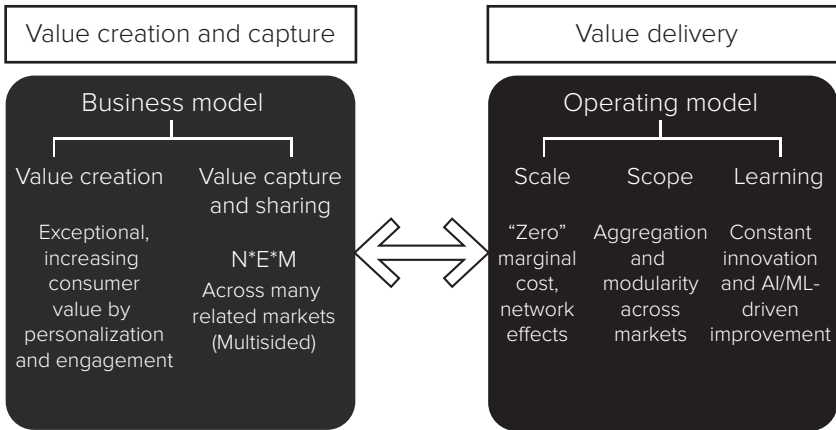 Value creation and capture
Value delivery
Business model
Value creation
Value capture
and sharing
Exceptional,
increasing
consumer
value by
personalization
and engagement
N*E*M
Across many
related markets
(Multisided)
Operating model
Scale
Scope
Learning
“Zero”
marginal
cost,
network
effects
Aggregation
and
modularity
across
markets
Constant
innovation
and AI/ML-
driven
improvement